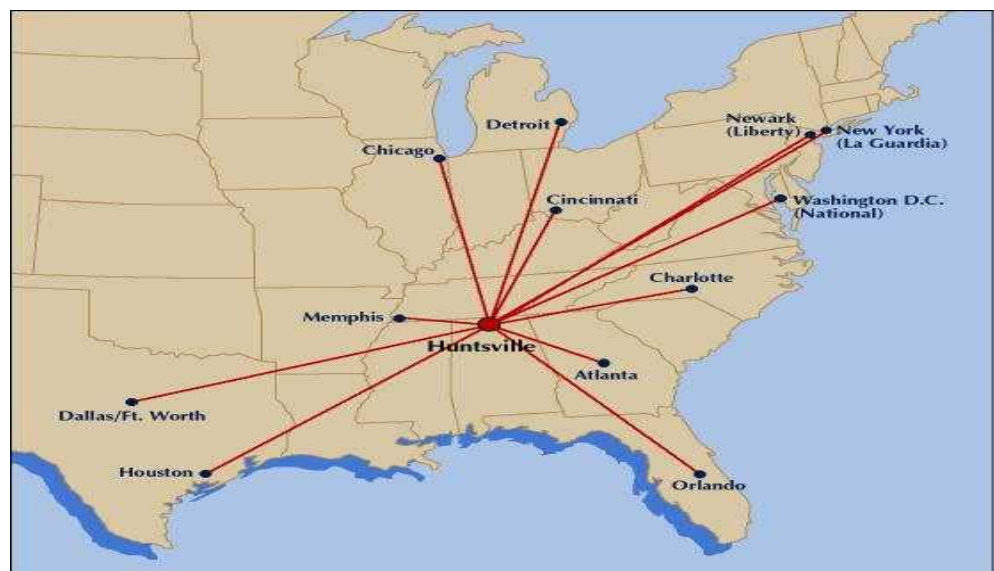 Newark
(Liberty)
New York
(La Guardia)
Detroit
Chicago
Cincinnati
Washington D.C.
(National)
Charlotte
Memphis
Huntsville
Atlanta
Dallas/Ft. Worth
Houston
Orlando